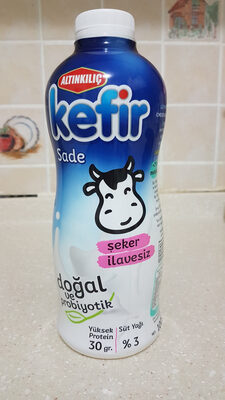 ALTINKILIÇ
kefir
Sade
şeker
ilavesiz
doğal
ve
probiyotik
Yüksek
Protein
30 gr.
Süt Yağı
% 3